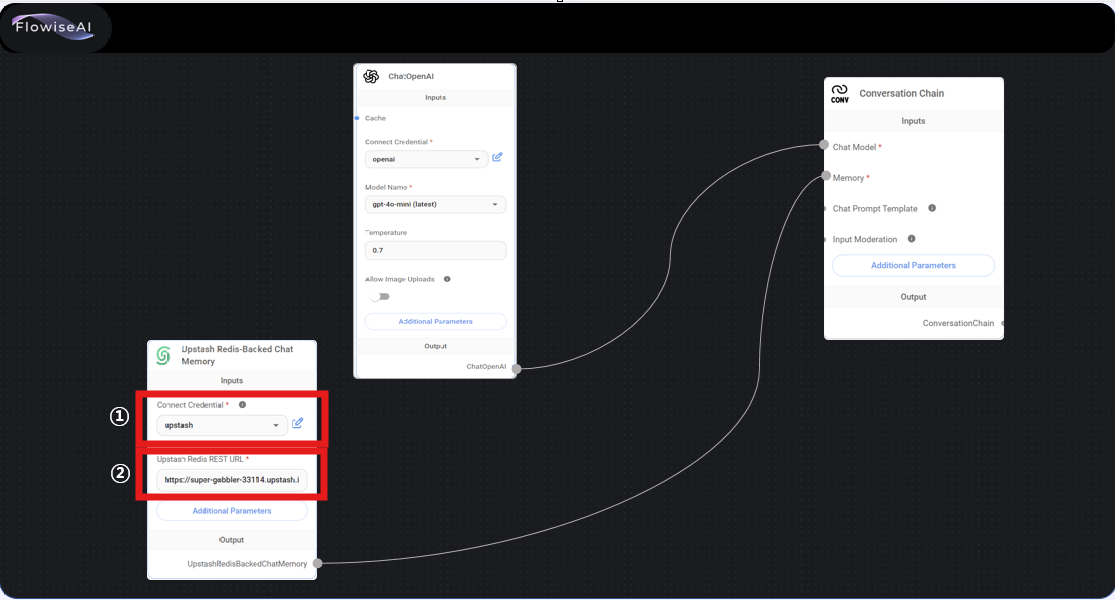 FlowiseAI
ChatOpenAI
Inputs
Cache
Connect Credential *
openai
Model Name *
gpt-4o-mini (latest)
Temperature
0.7
Allow Image Uploads
Additional Parameters
Output
ChatOpenAI
CONV
Conversation Chain
Inputs
Chat Model *
Memory *
Chat Prompt Template
Input Moderation
Additional Parameters
Output
ConversationChain
Upstash Redis-Backed Chat
Memory
Inputs
①
Connect Credential *
upstash
②
Upstash Redis REST URL *
https://super-gobbler-33114.upstash.i
Additional Parameters
Output
UpstashRedisBackedChatMemory